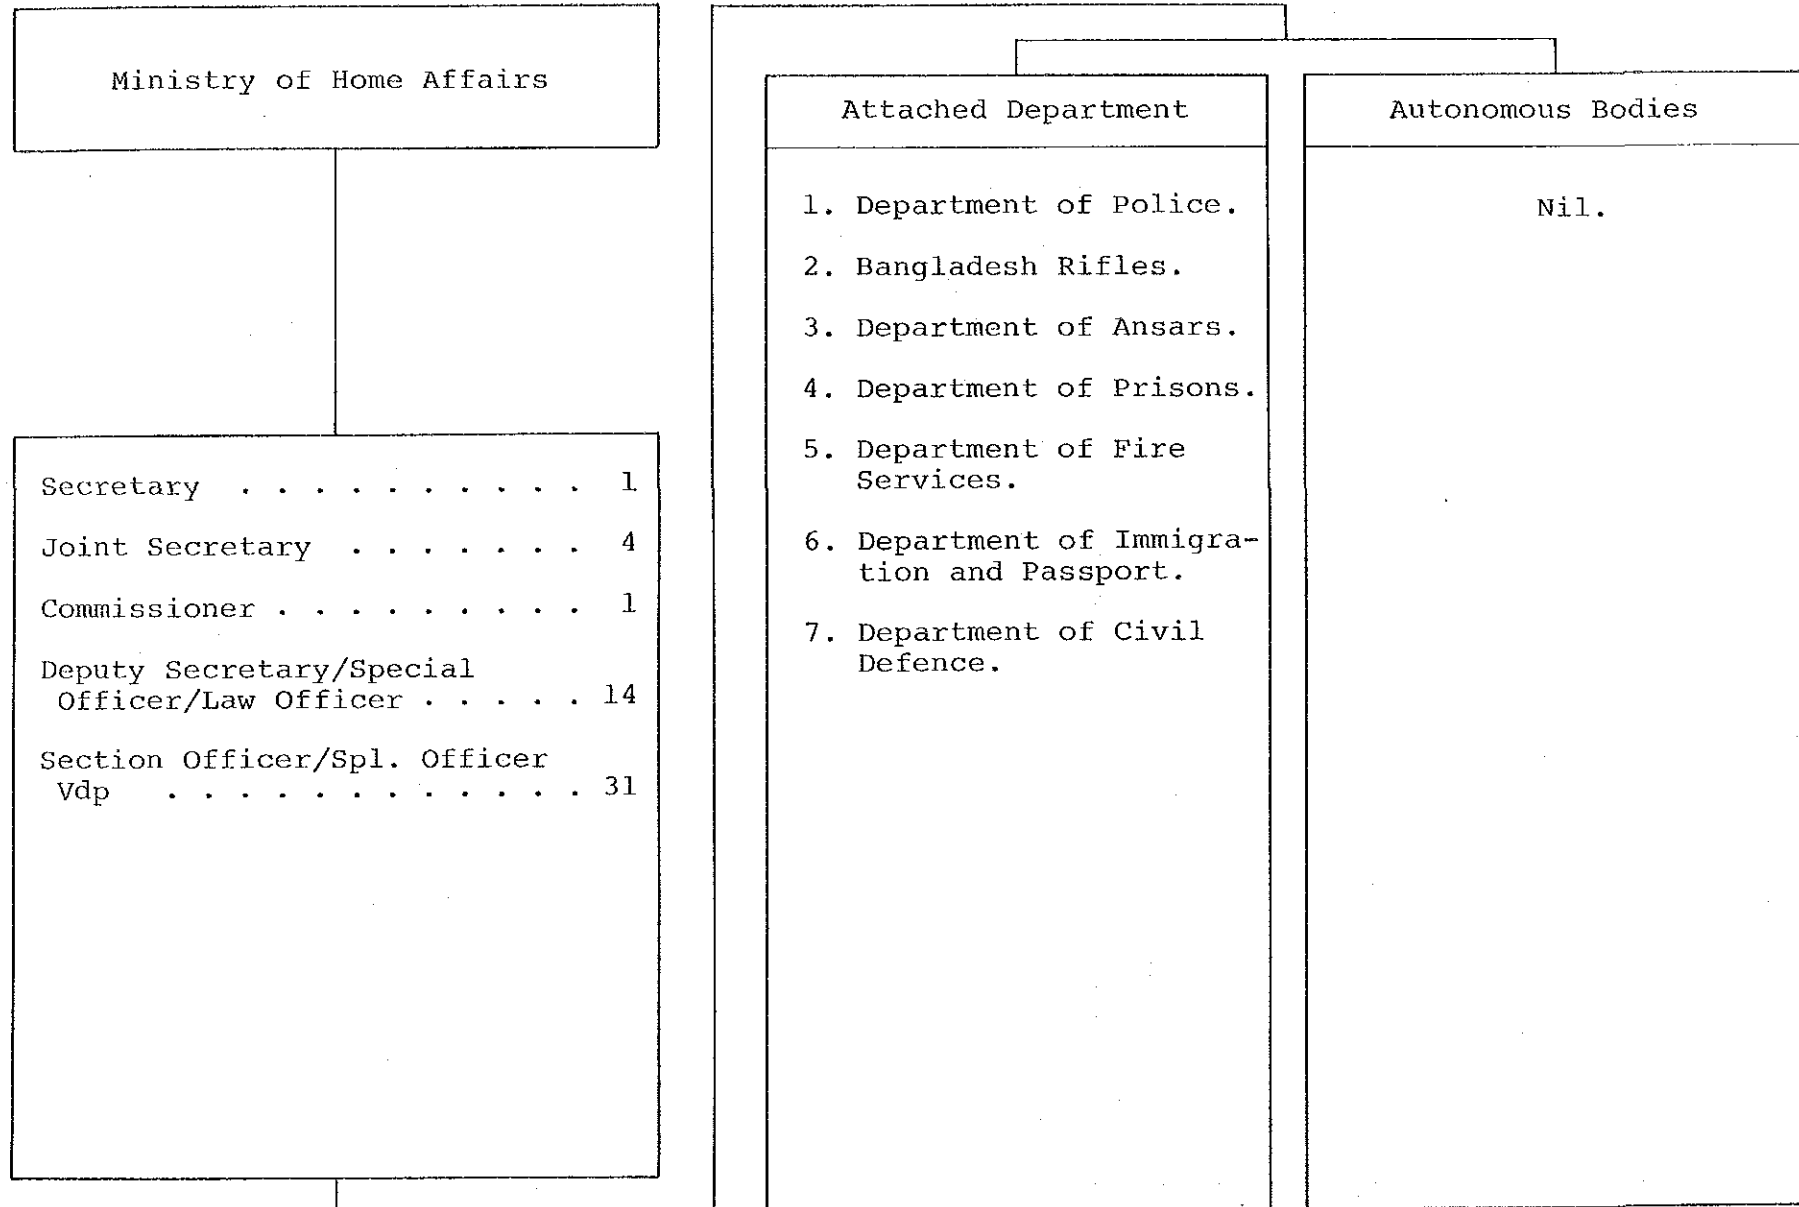 Ministry of Home Affairs
Secretary . . . . . . . . . . 1
Joint Secretary . . . . . . . 4
Commissioner . . . . . . . . . 1
Deputy Secretary/Special
Officer/Law Officer . . . . . 14
Section Officer/Spl. Officer
Vdp . . . . . . . . . . . . 31
Attached Department
1. Department of Police.
2. Bangladesh Rifles.
3. Department of Ansars.
4. Department of Prisons.
5. Department of Fire
Services.
6. Department of Immigra-
tion and Passport.
7. Department of Civil
Defence.
Autonomous Bodies
Nil.